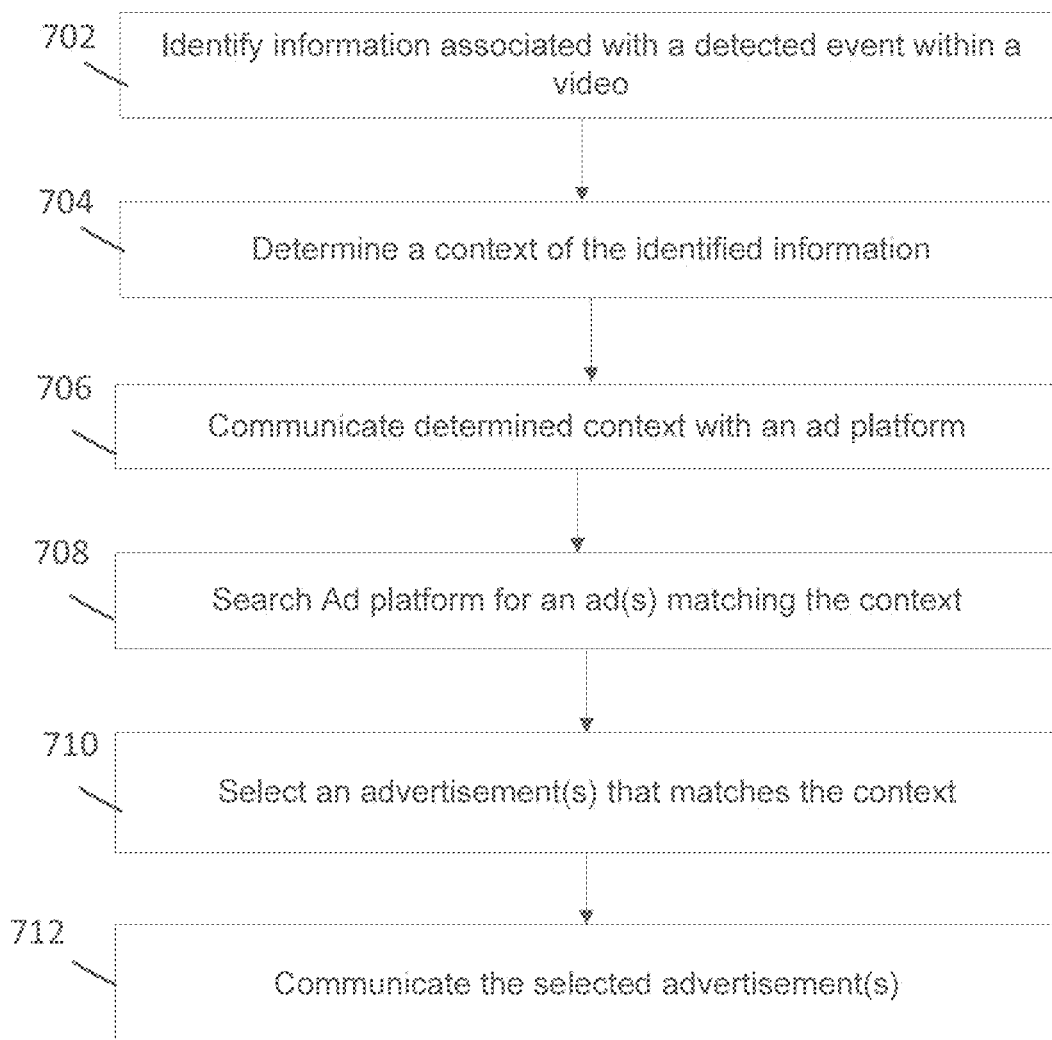 702
Identify information associated with a detected event within a
video
704
Determine a context of the identified information
706
Communicate determined context with an ad platform
708
Search Ad platform for an ad(s) matching the context
710
Select an advertisement(s) that matches the context
712
Communicate the selected advertisement(s)